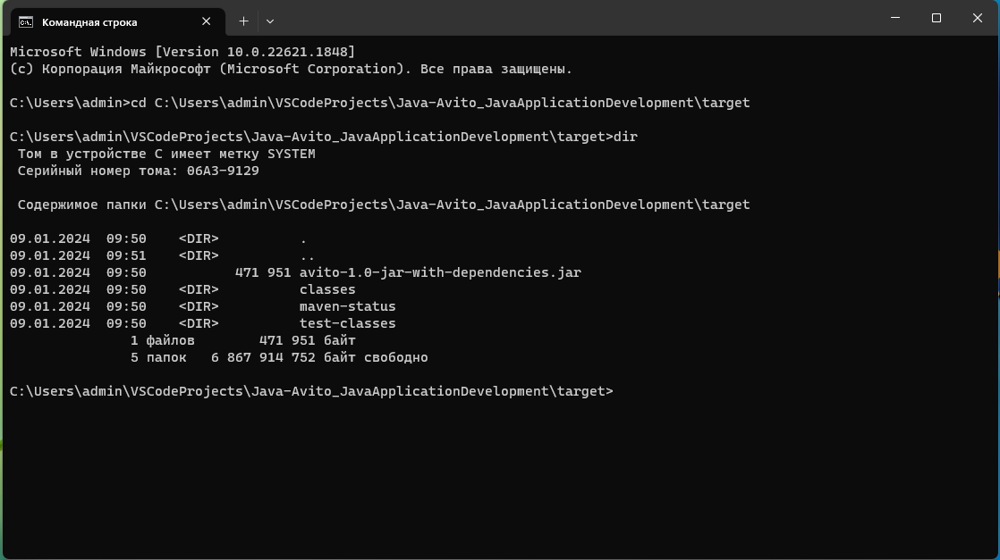 Командная строка
Microsoft Windows [Version 10.0.22621.1848]
(c) Корпорация Майкрософт (Microsoft Corporation). Все права защищены.
C:\Users\admin>cd C:\Users\admin\VSCodeProjects\Java-Avito_JavaApplicationDevelopment\target
C:\Users\admin\VSCodeProjects\Java-Avito_JavaApplicationDevelopment\target>dir
Том в устройстве C имеет метку SYSTEM
Серийный номер тома: 06A3-9129
Содержимое папки C:\Users\admin\VSCodeProjects\Java-Avito_JavaApplicationDevelopment\target
09.01.2024  09:50    <DIR>          .
09.01.2024  09:51    <DIR>          ..
09.01.2024  09:50           471 951 avito-1.0-jar-with-dependencies.jar
09.01.2024  09:50    <DIR>          classes
09.01.2024  09:50    <DIR>          maven-status
09.01.2024  09:50    <DIR>          test-classes
1 файлов        471 951 байт
5 папок   6 867 914 752 байт свободно
C:\Users\admin\VSCodeProjects\Java-Avito_JavaApplicationDevelopment\target>